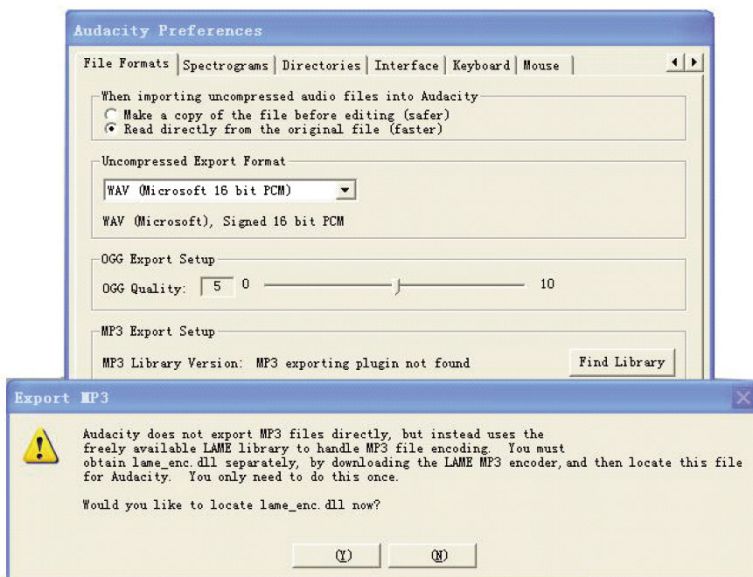 Audacity Preferences
File Formats Spectrograms Directories Interface Keyboard Mouse
When importing uncompressed audio files into Audacity
Make a copy of the file before editing (safer)
Read directly from the original file (faster)
Uncompressed Export Format
WAV (Microsoft 16 bit PCM)
WAV (Microsoft), Signed 16 bit PCM
OGG Export Setup
OGG Quality: 5 0 10
MP3 Export Setup
MP3 Library Version: MP3 exporting plugin not found Find Library
Export MP3
Audacity does not export MP3 files directly, but instead uses the
freely available LAME library to handle MP3 file encoding. You must
obtain lame_enc.dll separately, by downloading the LAME MP3 encoder, and then locate this file
for Audacity. You only need to do this once.
Would you like to locate lame_enc.dll now?
(Y) (N)